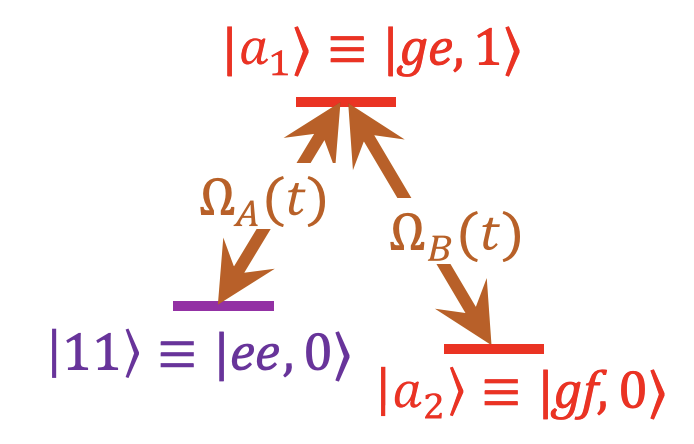 |a₁⟩ ≡ |ge, 1⟩
Ω_A(t)
Ω_B(t)
|11⟩ ≡ |ee, 0⟩
|a₂⟩ ≡ |gf, 0⟩